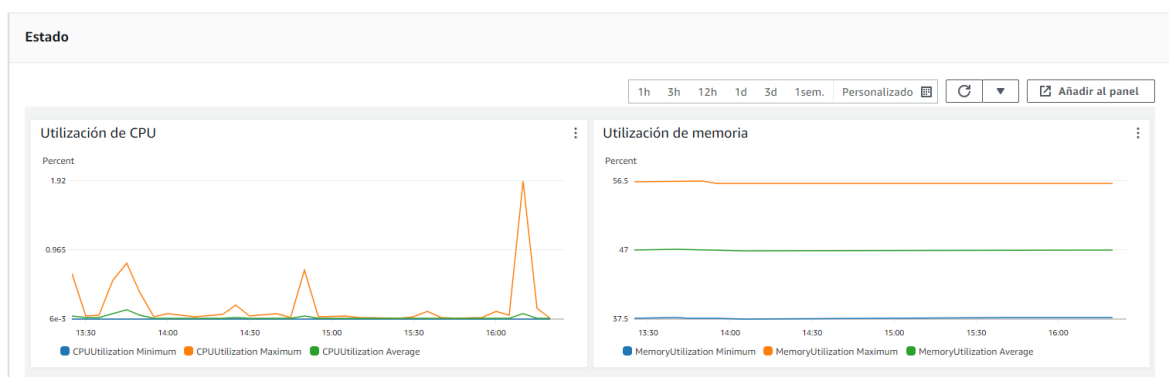 Estado
1h 3h 12h 1d 3d 1sem. Personalizado Añadir al panel
Utilización de CPU
Percent
1.92
0.965
6e-3
13:30 14:00 14:30 15:00 15:30 16:00
CPUUtilization Minimum CPUUtilization Maximum CPUUtilization Average
Utilización de memoria
Percent
56.5
47
37.5
13:30 14:00 14:30 15:00 15:30 16:00
MemoryUtilization Minimum MemoryUtilization Maximum MemoryUtilization Average